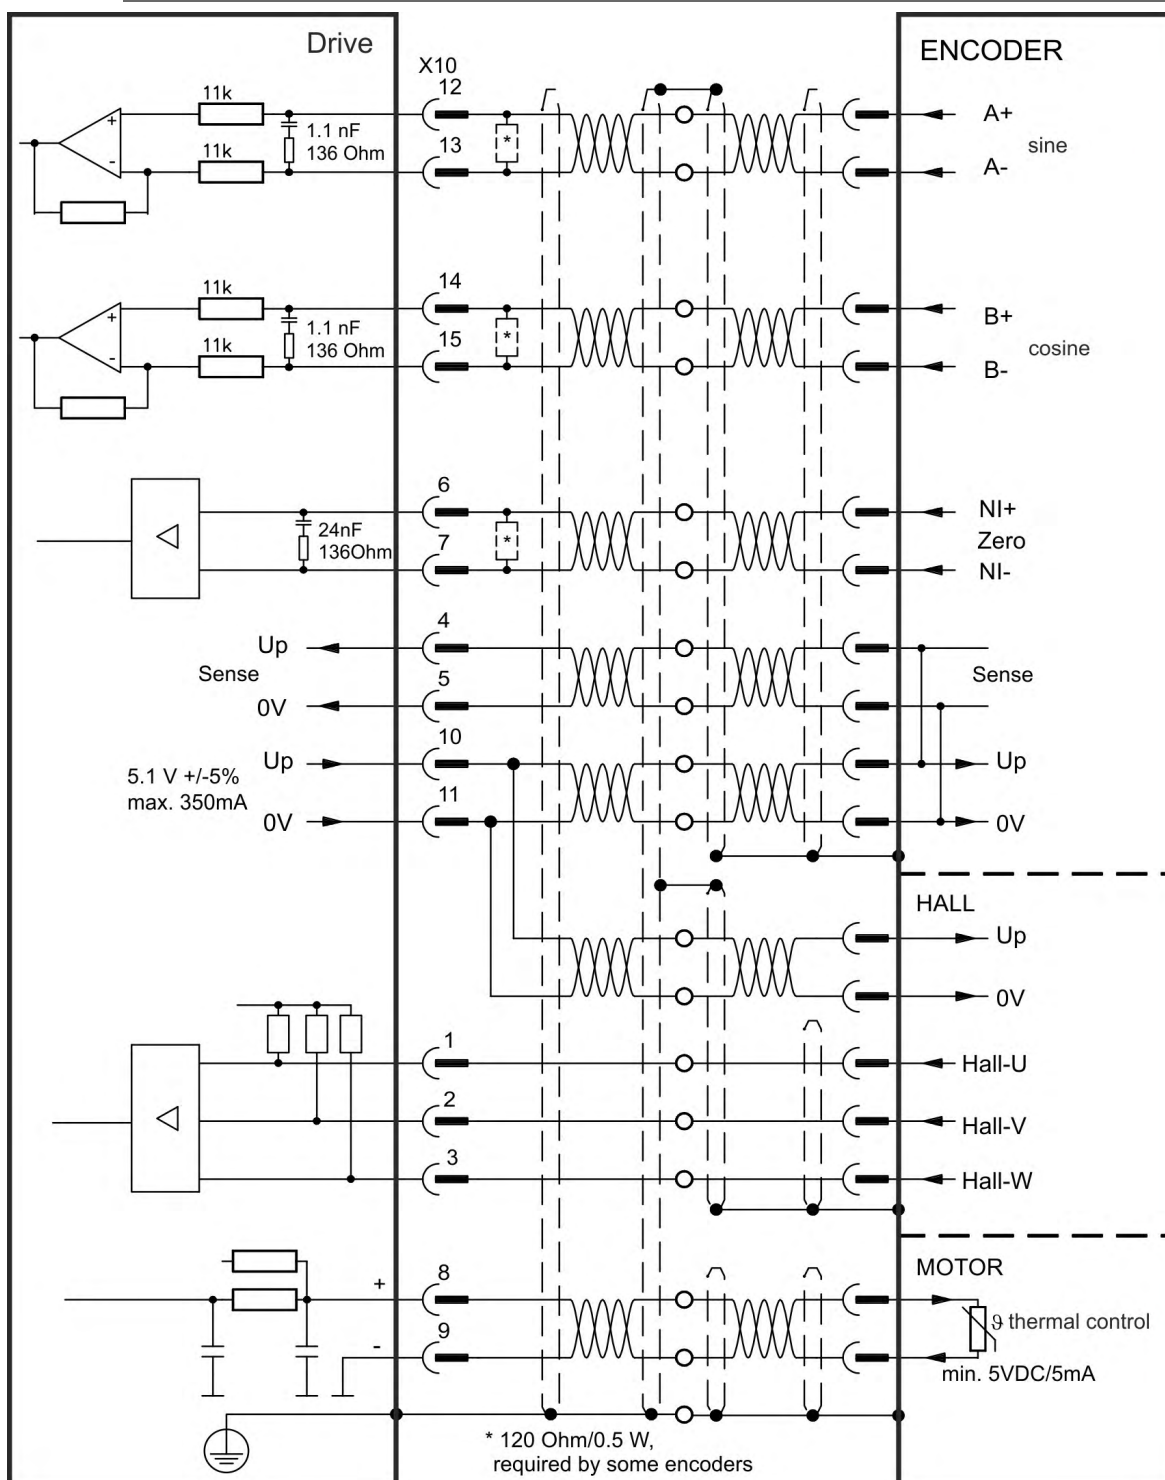 Drive
ENCODER
X10
12
11k
A+
+
1.1 nF
*
sine
136 Ohm
13
11k
-
A-
14
11k
B+
+
1.1 nF
*
cosine
136 Ohm
15
11k
-
B-
6
NI+
24nF
*
Zero
136Ohm
7
NI-
4
Up
Sense
Sense
5
0V
10
Up
Up
5.1 V +/-5%
max. 350mA
11
0V
0V
HALL
Up
0V
1
Hall-U
2
Hall-V
3
Hall-W
MOTOR
+
8
ϑ thermal control
9
-
min. 5VDC/5mA
* 120 Ohm/0.5 W,
required by some encoders